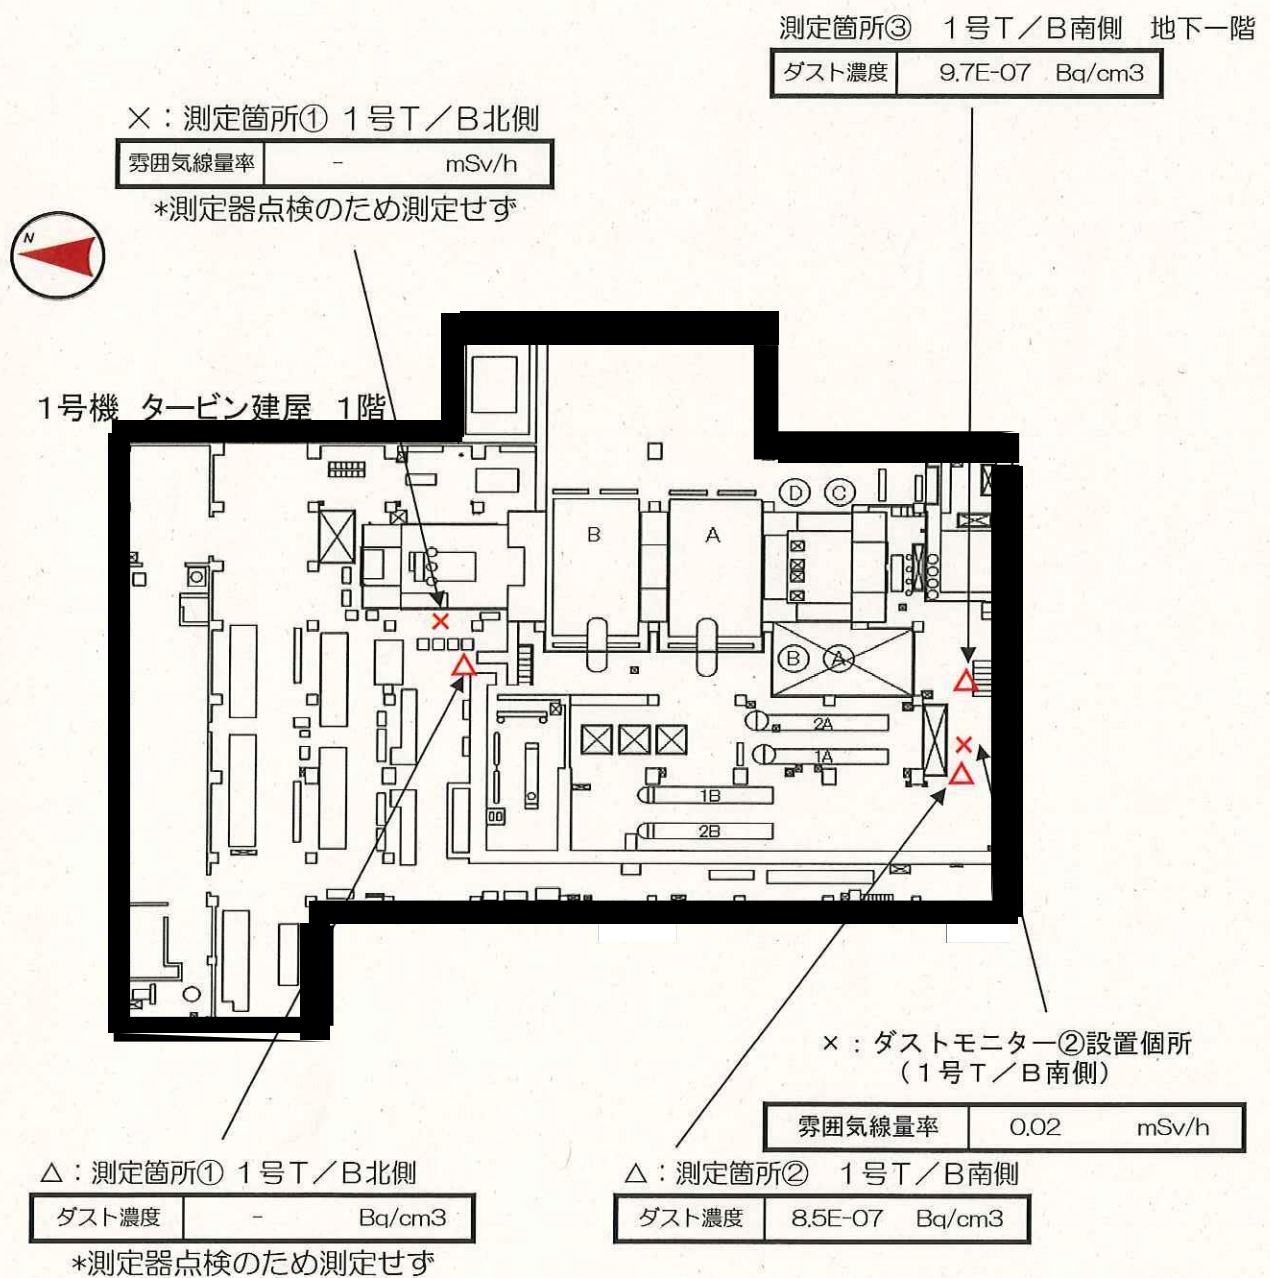 測定箇所③ 1号T/B南側 地下一階
ダスト濃度 9.7E-07 Bq/cm3
×:測定箇所① 1号T/B北側
雰囲気線量率 - mSv/h
*測定器点検のため測定せず
N
1号機 タービン建屋 1階
D C
B A
B A
2A
1A
1B
2B
×:ダストモニター②設置個所
(1号T/B南側)
雰囲気線量率 0.02 mSv/h
△:測定箇所① 1号T/B北側
ダスト濃度 - Bq/cm3
*測定器点検のため測定せず
△:測定箇所② 1号T/B南側
ダスト濃度 8.5E-07 Bq/cm3